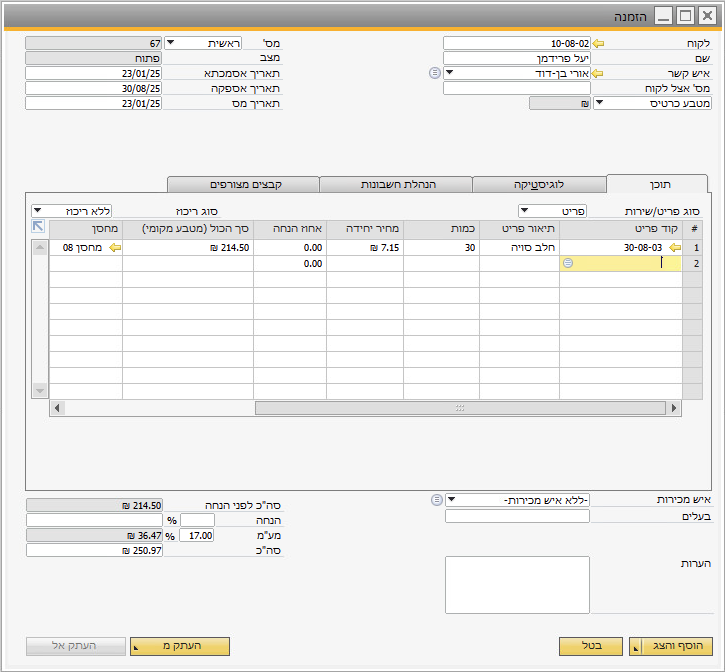 הזמנה
לקוח 10-08-02 מס' ראשית 67
שם יעל פרידמן מצב פתוח
איש קשר אורי בן-דוד תאריך אסמכתא 23/01/25
מס' אצל לקוח תאריך אספקה 30/08/25
מטבע כרטיס ₪ תאריך מס 23/01/25
תוכן לוגיסטיקה הנהלת חשבונות קבצים מצורפים
סוג פריט/שירות פריט סוג ריכוז ללא ריכוז
# קוד פריט תיאור פריט כמות מחיר יחידה אחוז הנחה סך הכול (מטבע מקומי) מחסן
1 30-08-03 חלב סויה 30 7.15 ₪ 0.00 214.50 ₪ מחסן 08
2 0.00
איש מכירות -ללא איש מכירות- סה"כ לפני הנחה 214.50 ₪
בעלים הנחה %
מע"מ 17.00 % 36.47 ₪
סה"כ 250.97 ₪
הערות
הוסף והצג בטל העתק מ העתק אל